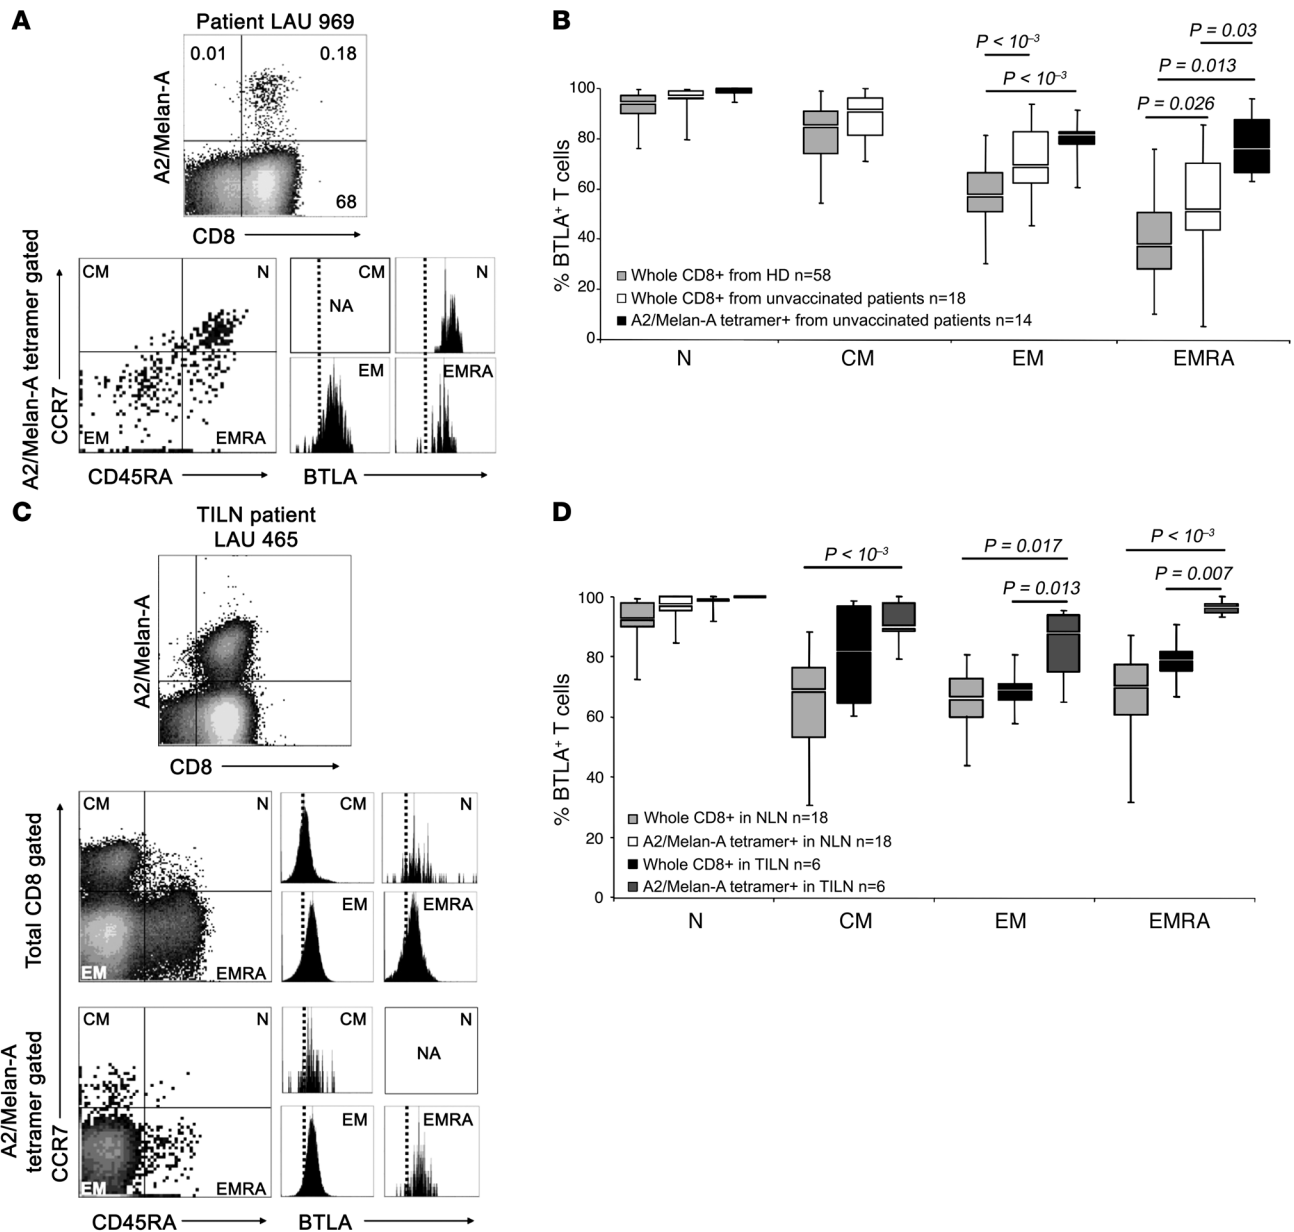 A
Patient LAU 969
0.01
0.18
68
A2/Melan-A
CD8
A2/Melan-A tetramer gated
CCR7
CM
N
EM
EMRA
CM
NA
N
EM
EMRA
CD45RA
BTLA
B
P < 10⁻³
P < 10⁻³
P = 0.03
P = 0.013
P = 0.026
% BTLA⁺ T cells
100
80
60
40
20
0
Whole CD8+ from HD n=58
Whole CD8+ from unvaccinated patients n=18
A2/Melan-A tetramer+ from unvaccinated patients n=14
N
CM
EM
EMRA
C
TILN patient
LAU 465
A2/Melan-A
CD8
Total CD8 gated
CM
N
EM
EMRA
CM
N
EM
EMRA
A2/Melan-A
tetramer gated
CCR7
CM
N
EM
EMRA
CM
N
NA
EM
EMRA
CD45RA
BTLA
D
P < 10⁻³
P = 0.017
P = 0.013
P < 10⁻³
P = 0.007
% BTLA⁺ T cells
100
80
60
40
20
0
Whole CD8+ in NLN n=18
A2/Melan-A tetramer+ in NLN n=18
Whole CD8+ in TILN n=6
A2/Melan-A tetramer+ in TILN n=6
N
CM
EM
EMRA